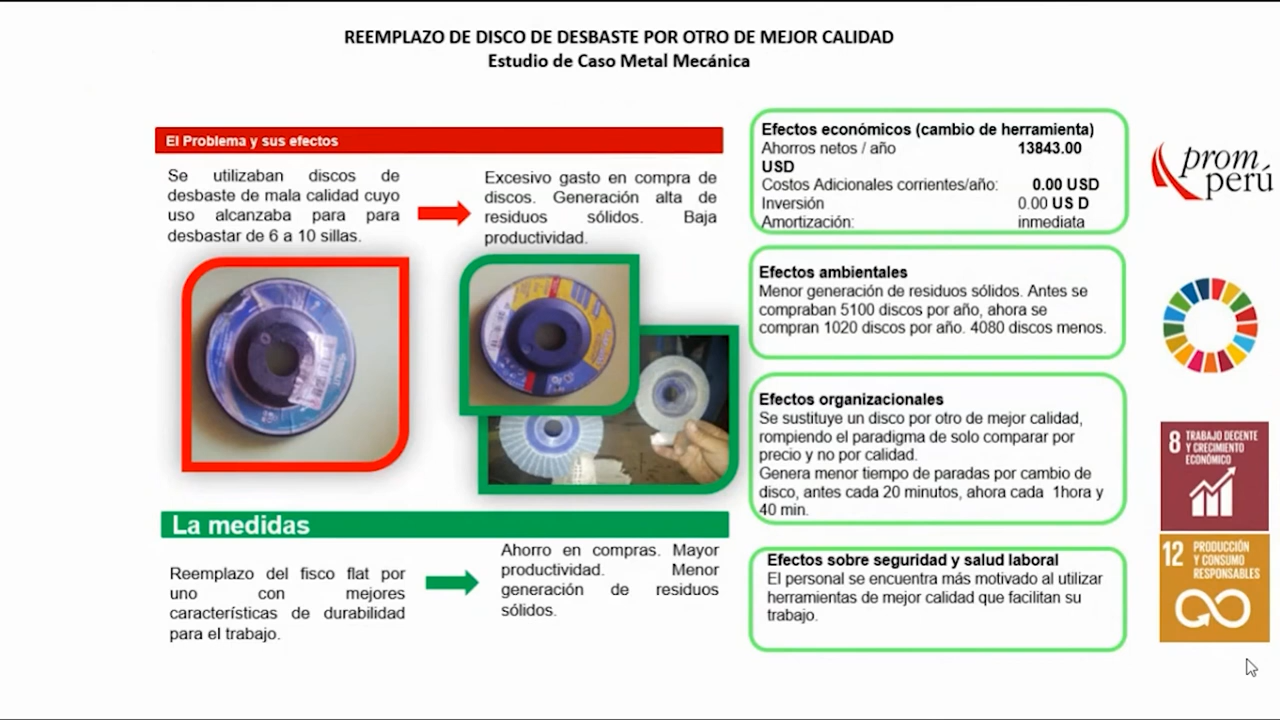 REEMPLAZO DE DISCO DE DESBASTE POR OTRO DE MEJOR CALIDAD
Estudio de Caso Metal Mecánica
El Problema y sus efectos
Se utilizaban discos de
desbaste de mala calidad cuyo
uso alcanzaba para para
desbastar de 6 a 10 sillas.
Excesivo gasto en compra de
discos. Generación alta de
residuos sólidos. Baja
productividad.
La medidas
Reemplazo del fisco flat por
uno con mejores
características de durabilidad
para el trabajo.
Ahorro en compras. Mayor
productividad. Menor
generación de residuos
sólidos.
Efectos económicos (cambio de herramienta)
Ahorros netos / año 13843.00
USD
Costos Adicionales corrientes/año: 0.00 USD
Inversión 0.00 US D
Amortización: inmediata
Efectos ambientales
Menor generación de residuos sólidos. Antes se
compraban 5100 discos por año, ahora se
compran 1020 discos por año. 4080 discos menos.
Efectos organizacionales
Se sustituye un disco por otro de mejor calidad,
rompiendo el paradigma de solo comparar por
precio y no por calidad.
Genera menor tiempo de paradas por cambio de
disco, antes cada 20 minutos, ahora cada 1hora y
40 min.
Efectos sobre seguridad y salud laboral
El personal se encuentra más motivado al utilizar
herramientas de mejor calidad que facilitan su
trabajo.
prom
perú
8 TRABAJO DECENTE
Y CRECIMIENTO
ECONÓMICO
12 PRODUCCIÓN
Y CONSUMO
RESPONSABLES